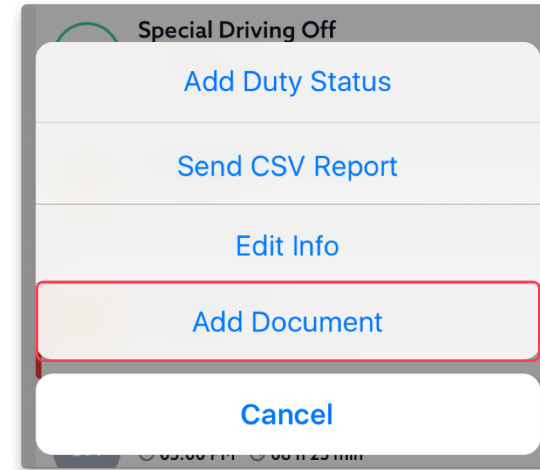 Special Driving Off
Add Duty Status
Send CSV Report
Edit Info
Add Document
Cancel